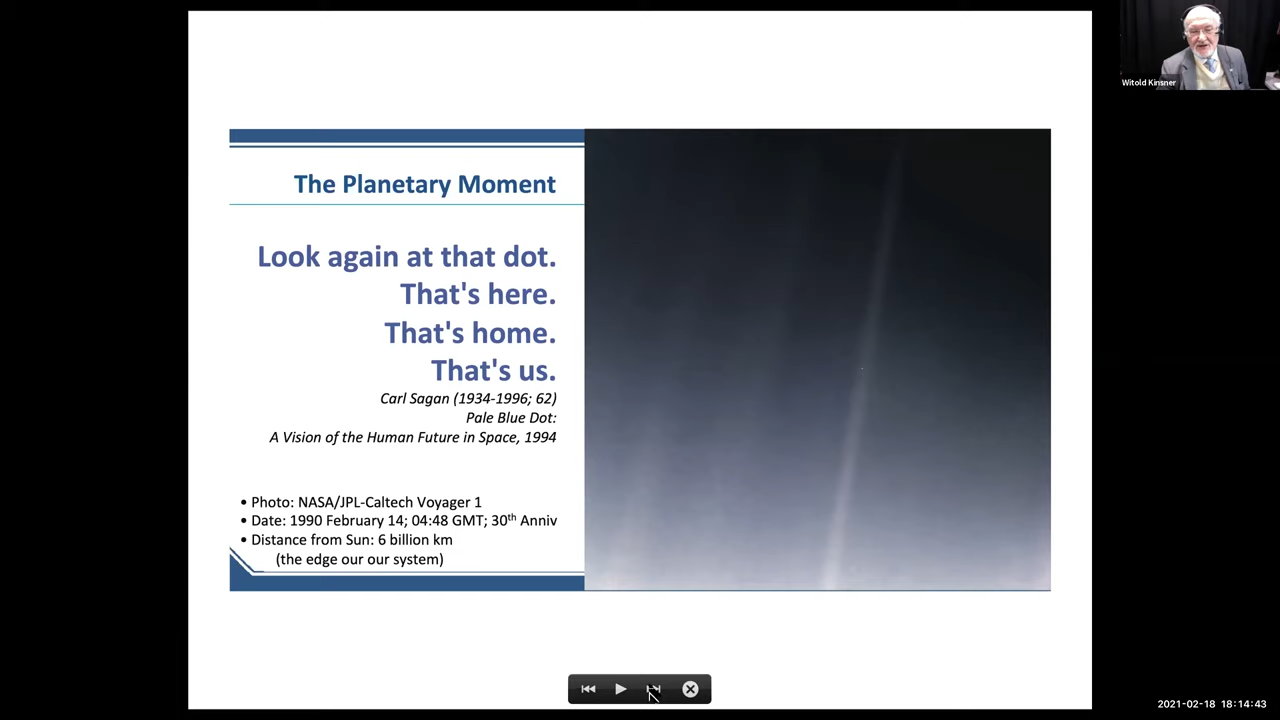 Witold Kinsner
The Planetary Moment
Look again at that dot.
That's here.
That's home.
That's us.
Carl Sagan (1934-1996; 62)
Pale Blue Dot:
A Vision of the Human Future in Space, 1994
• Photo: NASA/JPL-Caltech Voyager 1
• Date: 1990 February 14; 04:48 GMT; 30th Anniv
• Distance from Sun: 6 billion km
(the edge our our system)
2021-02-18 18:14:43